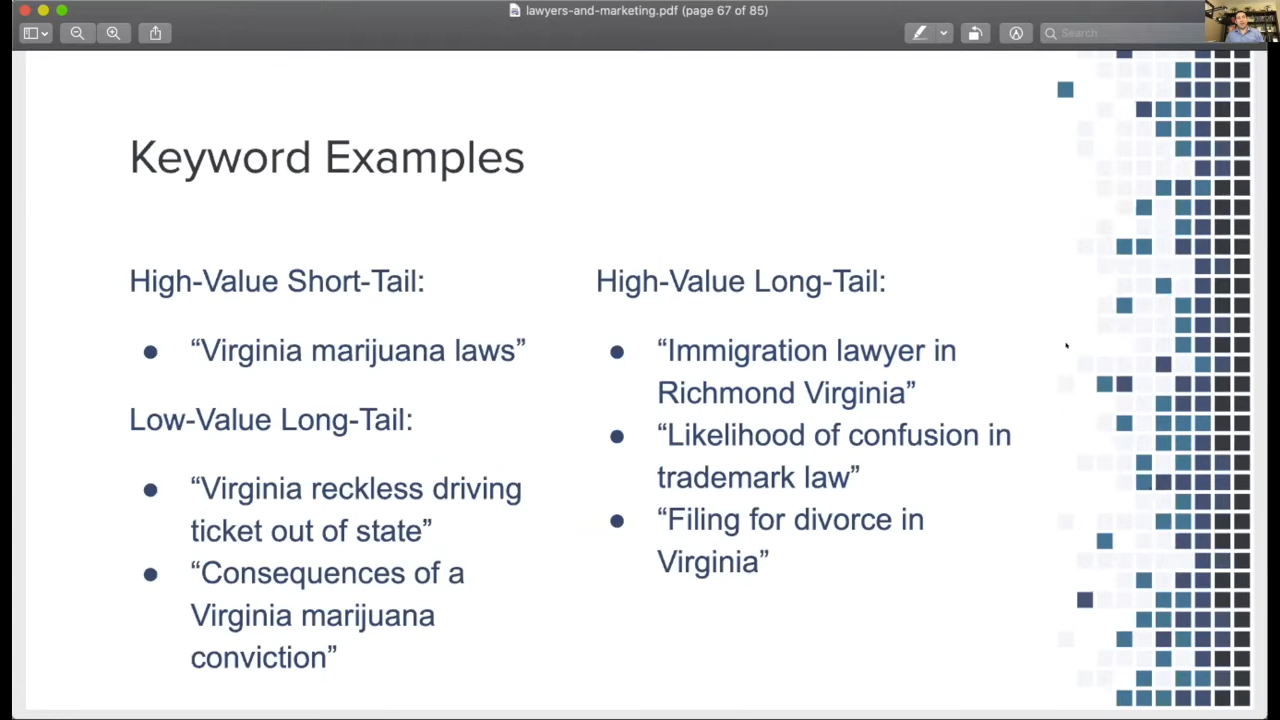 lawyers-and-marketing.pdf (page 67 of 85)
Search
Keyword Examples
High-Value Short-Tail:
● “Virginia marijuana laws”
Low-Value Long-Tail:
● “Virginia reckless driving
ticket out of state”
● “Consequences of a
Virginia marijuana
conviction”
High-Value Long-Tail:
● “Immigration lawyer in
Richmond Virginia”
● “Likelihood of confusion in
trademark law”
● “Filing for divorce in
Virginia”